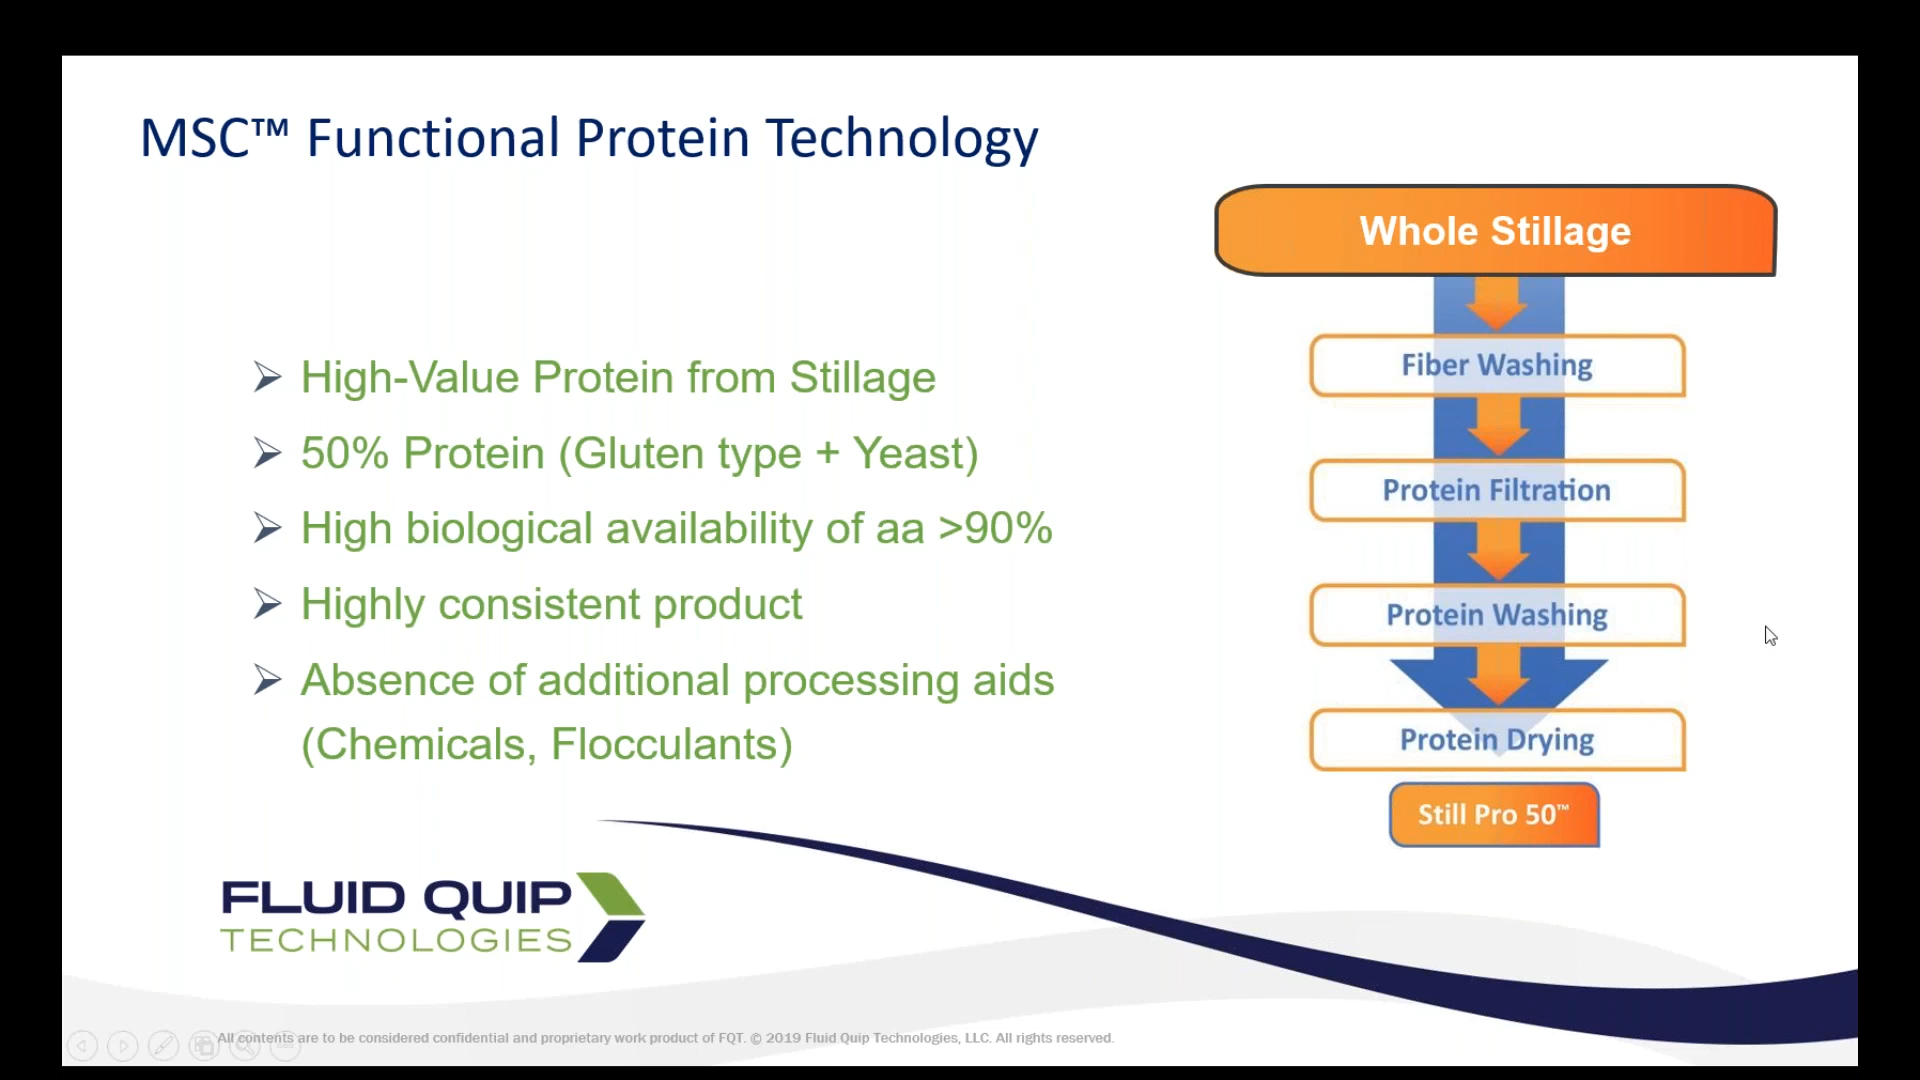 MSC™ Functional Protein Technology
Whole Stillage
Fiber Washing
Protein Filtration
Protein Washing
Protein Drying
Still Pro 50™
➢ High-Value Protein from Stillage
➢ 50% Protein (Gluten type + Yeast)
➢ High biological availability of aa >90%
➢ Highly consistent product
➢ Absence of additional processing aids
(Chemicals, Flocculants)
FLUID QUIP
TECHNOLOGIES
All contents are to be considered confidential and proprietary work product of FQT. © 2019 Fluid Quip Technologies, LLC. All rights reserved.